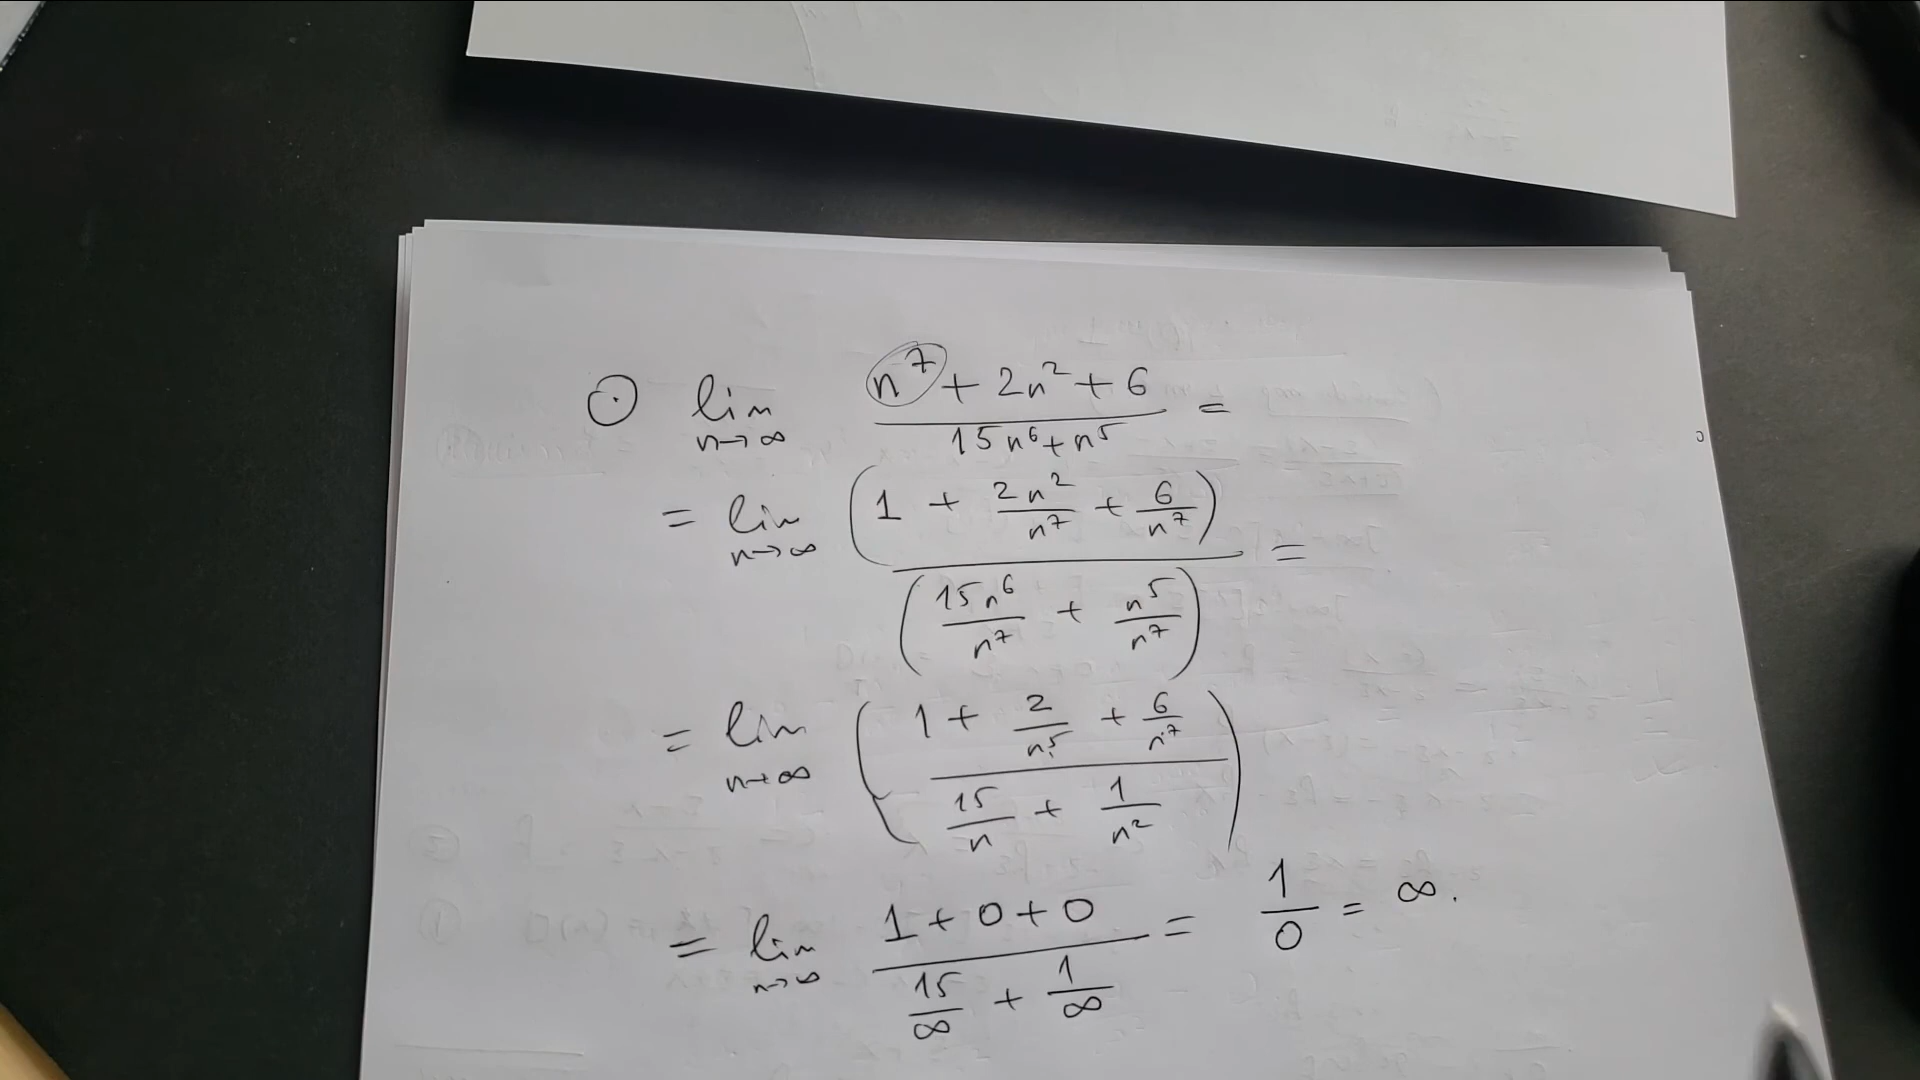 ⊙ lim n→∞ (n⁷ + 2n² + 6)/(15n⁶ + n⁵) =
= lim n→∞ (1 + 2n²/n⁷ + 6/n⁷)/(15n⁶/n⁷ + n⁵/n⁷) =
= lim n→∞ ((1 + 2/n⁵ + 6/n⁷)/(15/n + 1/n²))
= lim n→∞ (1 + 0 + 0)/(15/∞ + 1/∞) = 1/0 = ∞.